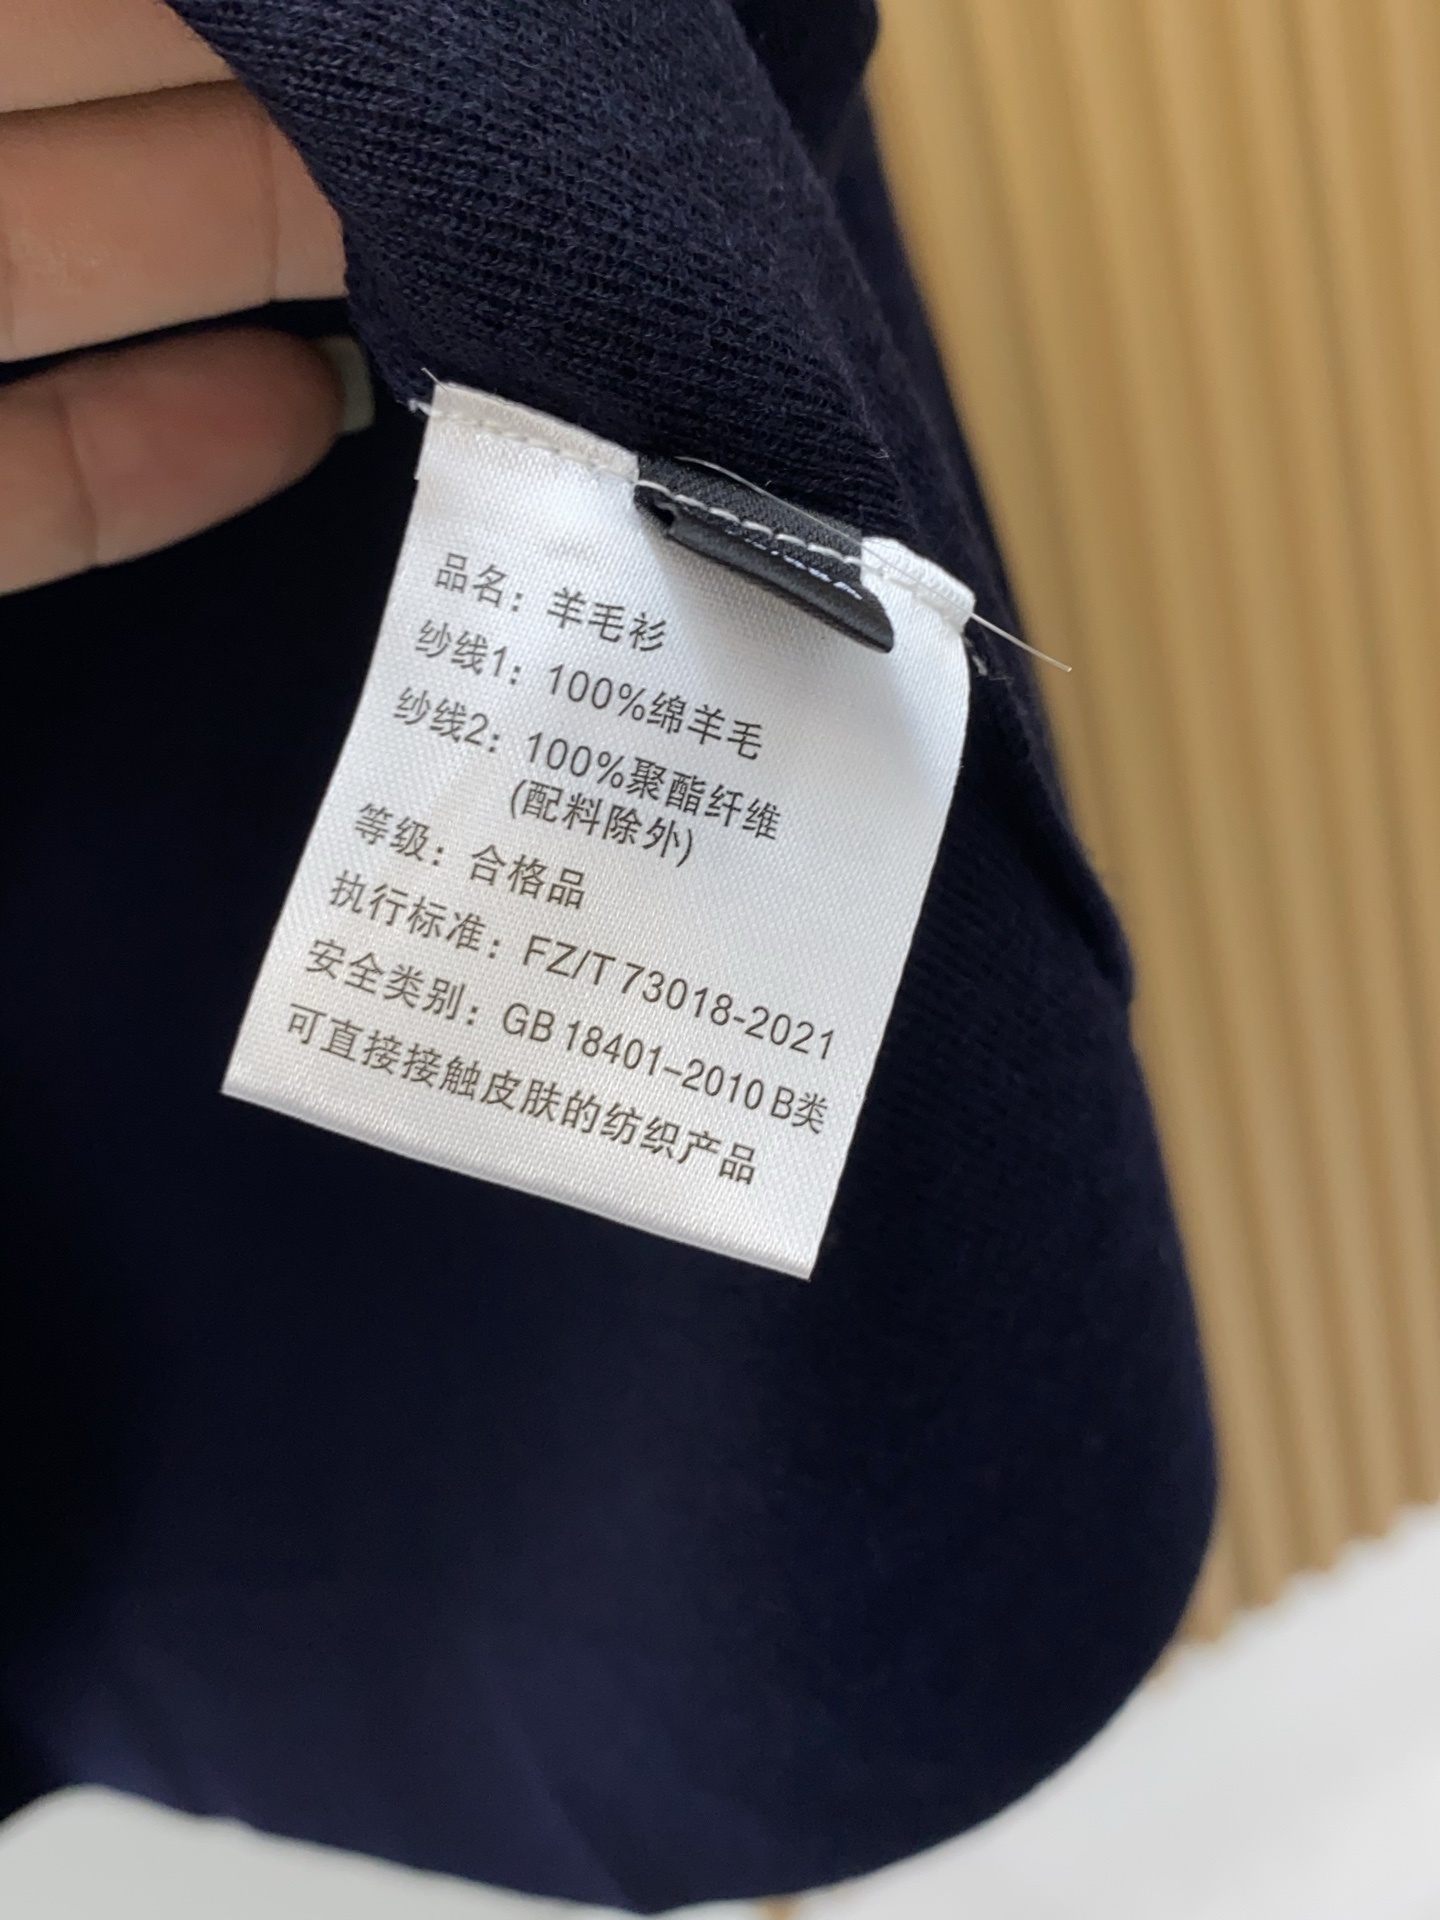 品名：羊毛衫
纱线1：100%绵羊毛
纱线2：100%聚酯纤维
(配料除外)
等级：合格品
执行标准：FZ/T 73018-2021
安全类别：GB 18401-2010 B类
可直接接触皮肤的纺织产品